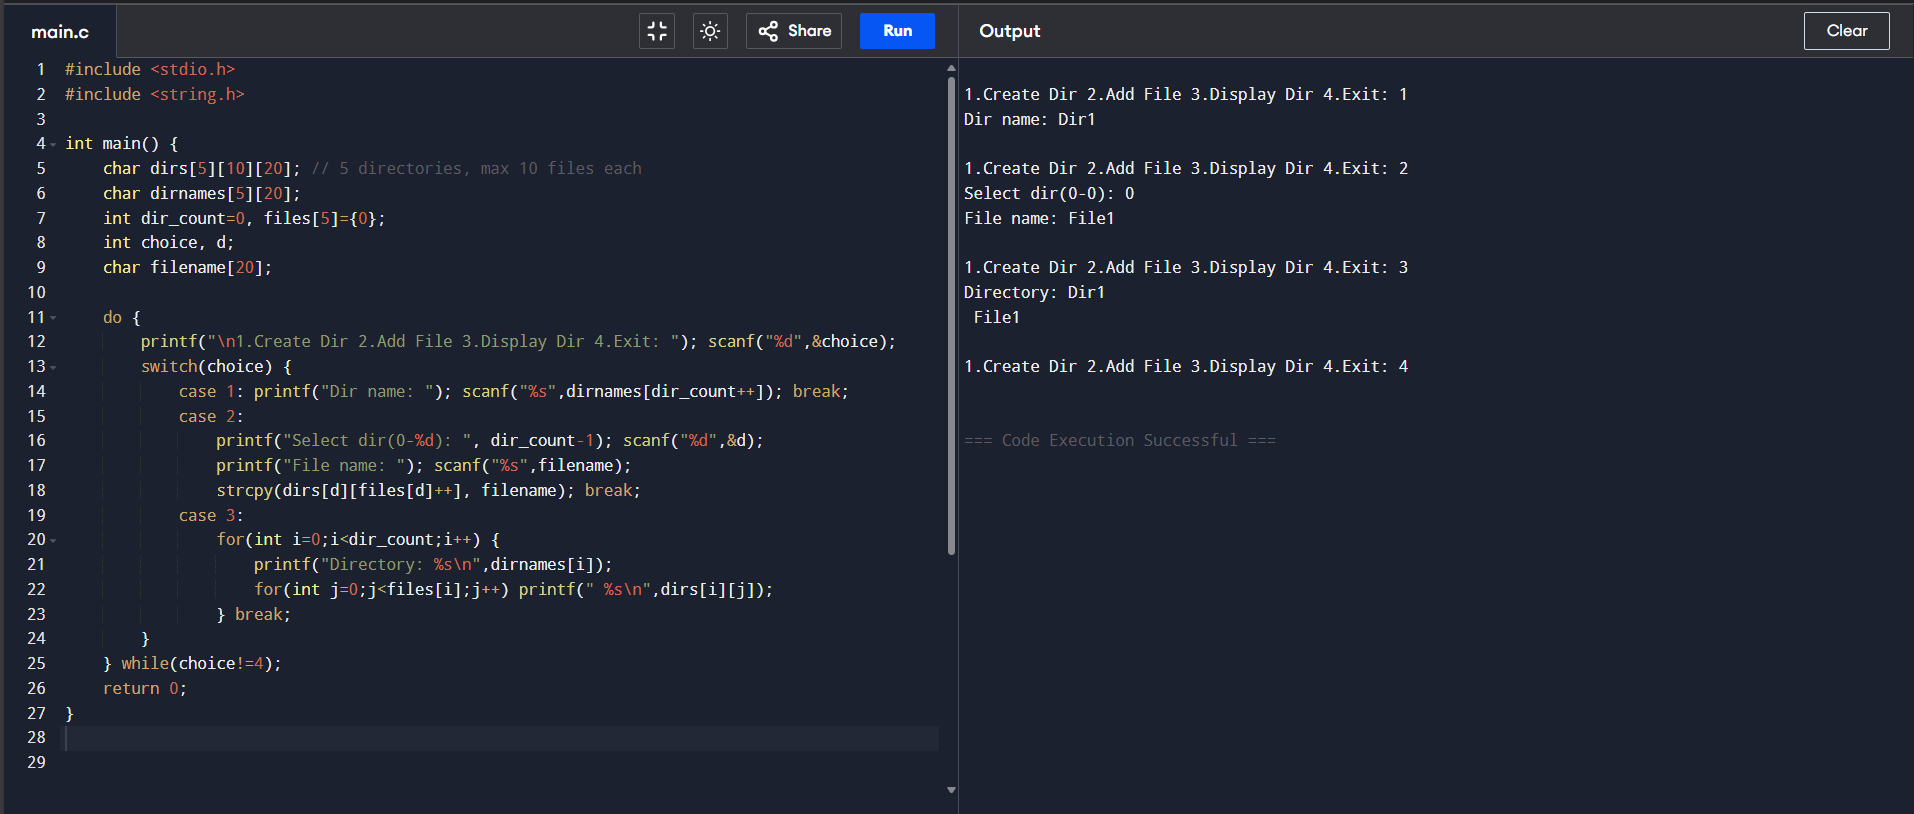 main.c
Share
Run
Output
Clear
1 #include <stdio.h>
2 #include <string.h>
3
4 int main() {
5     char dirs[5][10][20]; // 5 directories, max 10 files each
6     char dirnames[5][20];
7     int dir_count=0, files[5]={0};
8     int choice, d;
9     char filename[20];
10
11     do {
12         printf("\n1.Create Dir 2.Add File 3.Display Dir 4.Exit: "); scanf("%d",&choice);
13         switch(choice) {
14             case 1: printf("Dir name: "); scanf("%s",dirnames[dir_count++]); break;
15             case 2:
16                 printf("Select dir(0-%d): ", dir_count-1); scanf("%d",&d);
17                 printf("File name: "); scanf("%s",filename);
18                 strcpy(dirs[d][files[d]++], filename); break;
19             case 3:
20                 for(int i=0;i<dir_count;i++) {
21                     printf("Directory: %s\n",dirnames[i]);
22                     for(int j=0;j<files[i];j++) printf(" %s\n",dirs[i][j]);
23                 } break;
24         }
25     } while(choice!=4);
26     return 0;
27 }
28
29
1.Create Dir 2.Add File 3.Display Dir 4.Exit: 1
Dir name: Dir1
1.Create Dir 2.Add File 3.Display Dir 4.Exit: 2
Select dir(0-0): 0
File name: File1
1.Create Dir 2.Add File 3.Display Dir 4.Exit: 3
Directory: Dir1
 File1
1.Create Dir 2.Add File 3.Display Dir 4.Exit: 4
=== Code Execution Successful ===